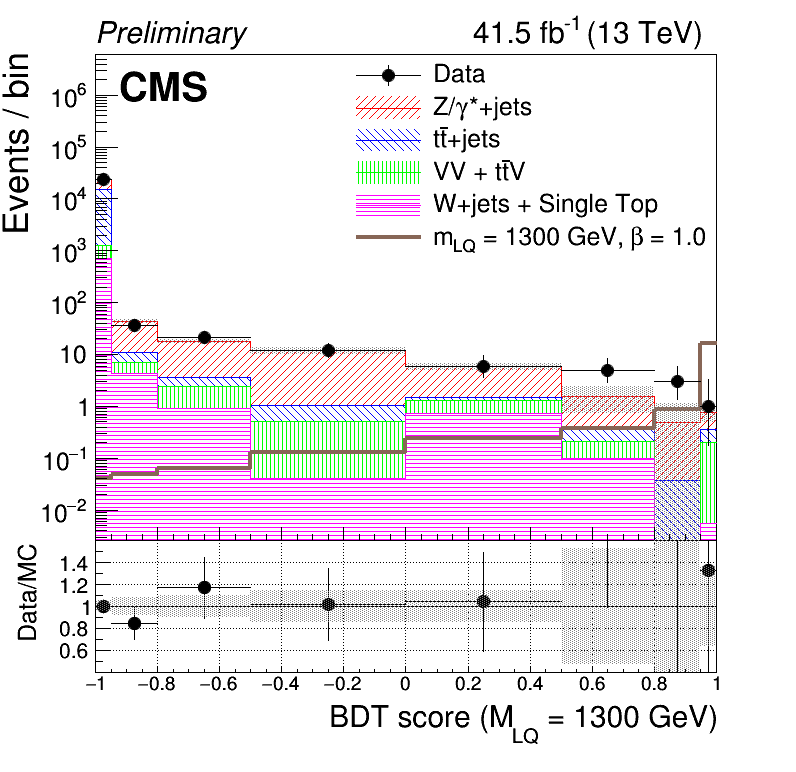 Preliminary 41.5 fb⁻¹ (13 TeV)
CMS
Events / bin
Data
Z/γ*+jets
tt̄+jets
VV + tt̄V
W+jets + Single Top
m_LQ = 1300 GeV, β = 1.0
10⁶
10⁵
10⁴
10³
10²
10
1
10⁻¹
10⁻²
Data/MC
1.4
1.2
1
0.8
0.6
−1 −0.8 −0.6 −0.4 −0.2 0 0.2 0.4 0.6 0.8 1
BDT score (M_LQ = 1300 GeV)